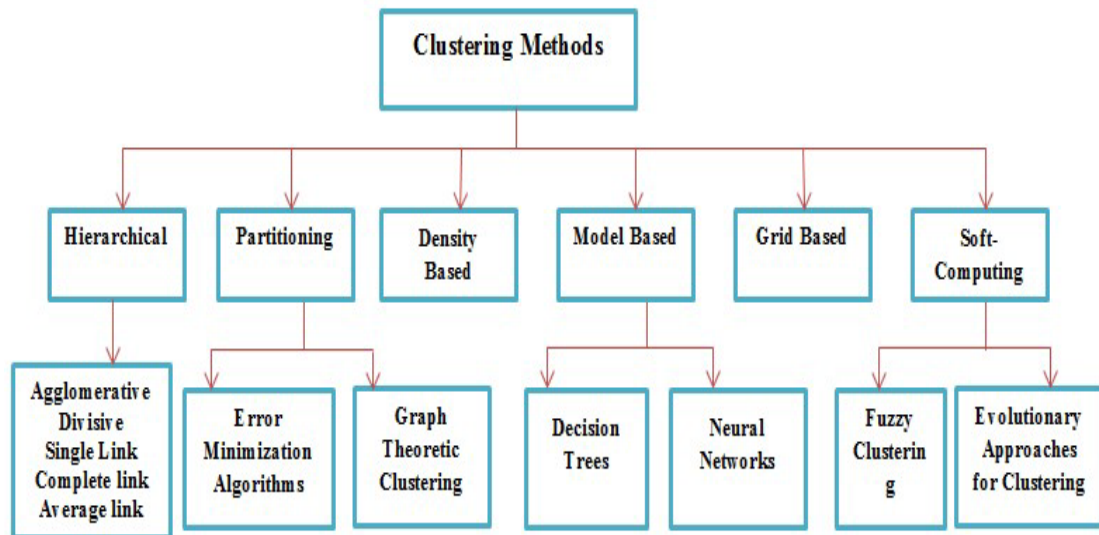 Clustering Methods
Hierarchical
Partitioning
Density
Based
Model Based
Grid Based
Soft-
Computing
Agglomerative
Divisive
Single Link
Complete link
Average link
Error
Minimization
Algorithms
Graph
Theoretic
Clustering
Decision
Trees
Neural
Networks
Fuzzy
Clusterin
g
Evolutionary
Approaches
for Clustering